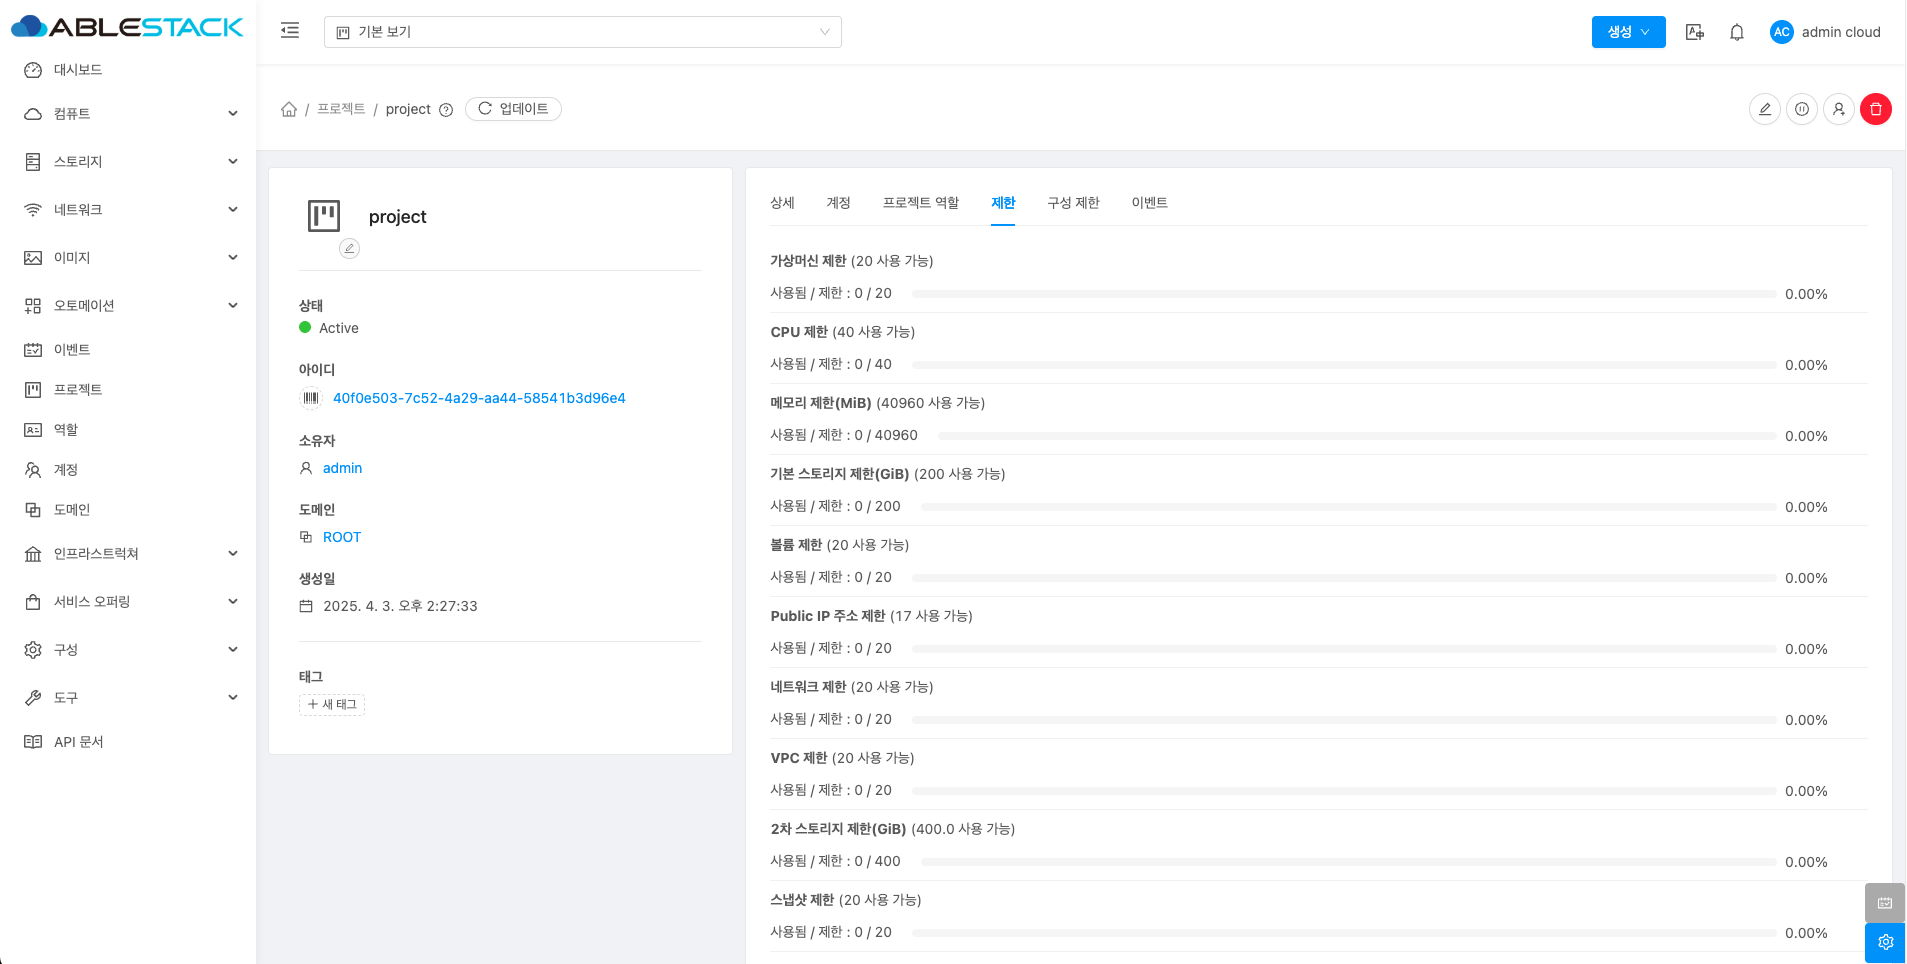 ABLESTACK
기본 보기
생성
AC admin cloud
대시보드
컴퓨트
스토리지
네트워크
이미지
오토메이션
이벤트
프로젝트
역할
계정
도메인
인프라스트럭쳐
서비스 오퍼링
구성
도구
API 문서
/ 프로젝트 / project 업데이트
project
상태
Active
아이디
40f0e503-7c52-4a29-aa44-58541b3d96e4
소유자
admin
도메인
ROOT
생성일
2025. 4. 3. 오후 2:27:33
태그
+ 새 태그
상세 계정 프로젝트 역할 제한 구성 제한 이벤트
가상머신 제한 (20 사용 가능)
사용됨 / 제한 : 0 / 20 0.00%
CPU 제한 (40 사용 가능)
사용됨 / 제한 : 0 / 40 0.00%
메모리 제한(MiB) (40960 사용 가능)
사용됨 / 제한 : 0 / 40960 0.00%
기본 스토리지 제한(GiB) (200 사용 가능)
사용됨 / 제한 : 0 / 200 0.00%
볼륨 제한 (20 사용 가능)
사용됨 / 제한 : 0 / 20 0.00%
Public IP 주소 제한 (17 사용 가능)
사용됨 / 제한 : 0 / 20 0.00%
네트워크 제한 (20 사용 가능)
사용됨 / 제한 : 0 / 20 0.00%
VPC 제한 (20 사용 가능)
사용됨 / 제한 : 0 / 20 0.00%
2차 스토리지 제한(GiB) (400.0 사용 가능)
사용됨 / 제한 : 0 / 400 0.00%
스냅샷 제한 (20 사용 가능)
사용됨 / 제한 : 0 / 20 0.00%